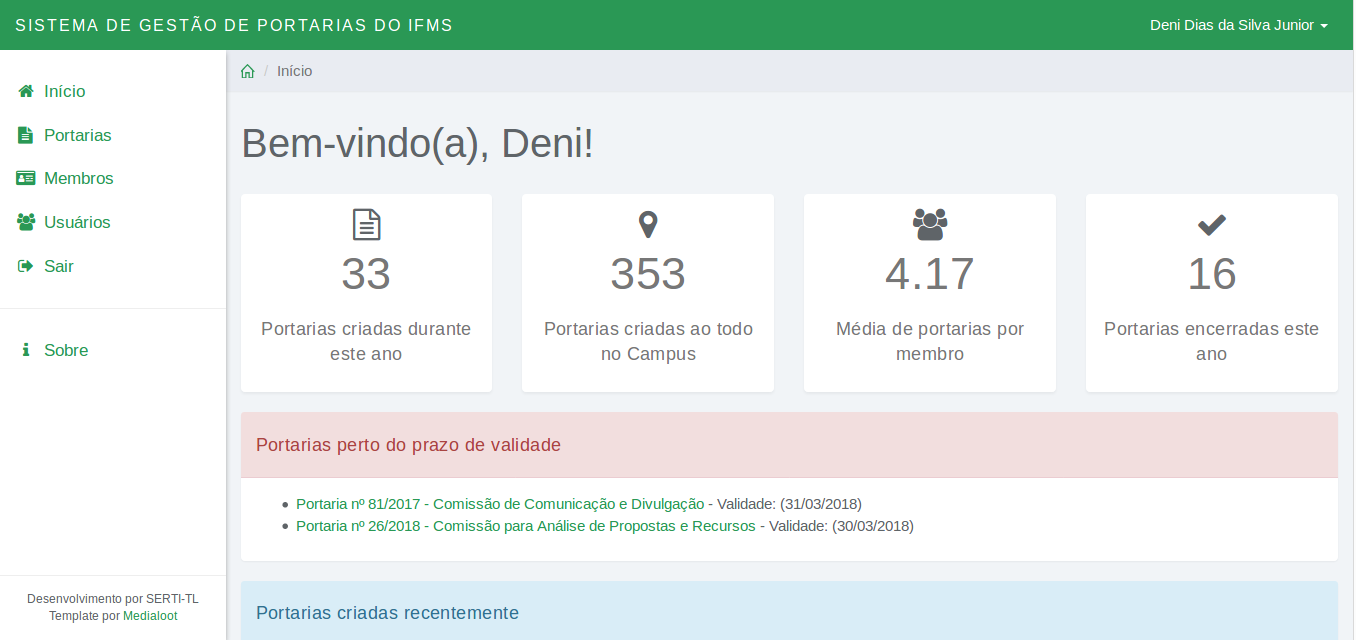 SISTEMA DE GESTÃO DE PORTARIAS DO IFMS
Deni Dias da Silva Junior
Início
Portarias
Membros
Usuários
Sair
Sobre
Desenvolvimento por SERTI-TL
Template por Medialoot
/ Início
Bem-vindo(a), Deni!
33
Portarias criadas durante
este ano
353
Portarias criadas ao todo
no Campus
4.17
Média de portarias por
membro
16
Portarias encerradas este
ano
Portarias perto do prazo de validade
• Portaria nº 81/2017 - Comissão de Comunicação e Divulgação - Validade: (31/03/2018)
• Portaria nº 26/2018 - Comissão para Análise de Propostas e Recursos - Validade: (30/03/2018)
Portarias criadas recentemente